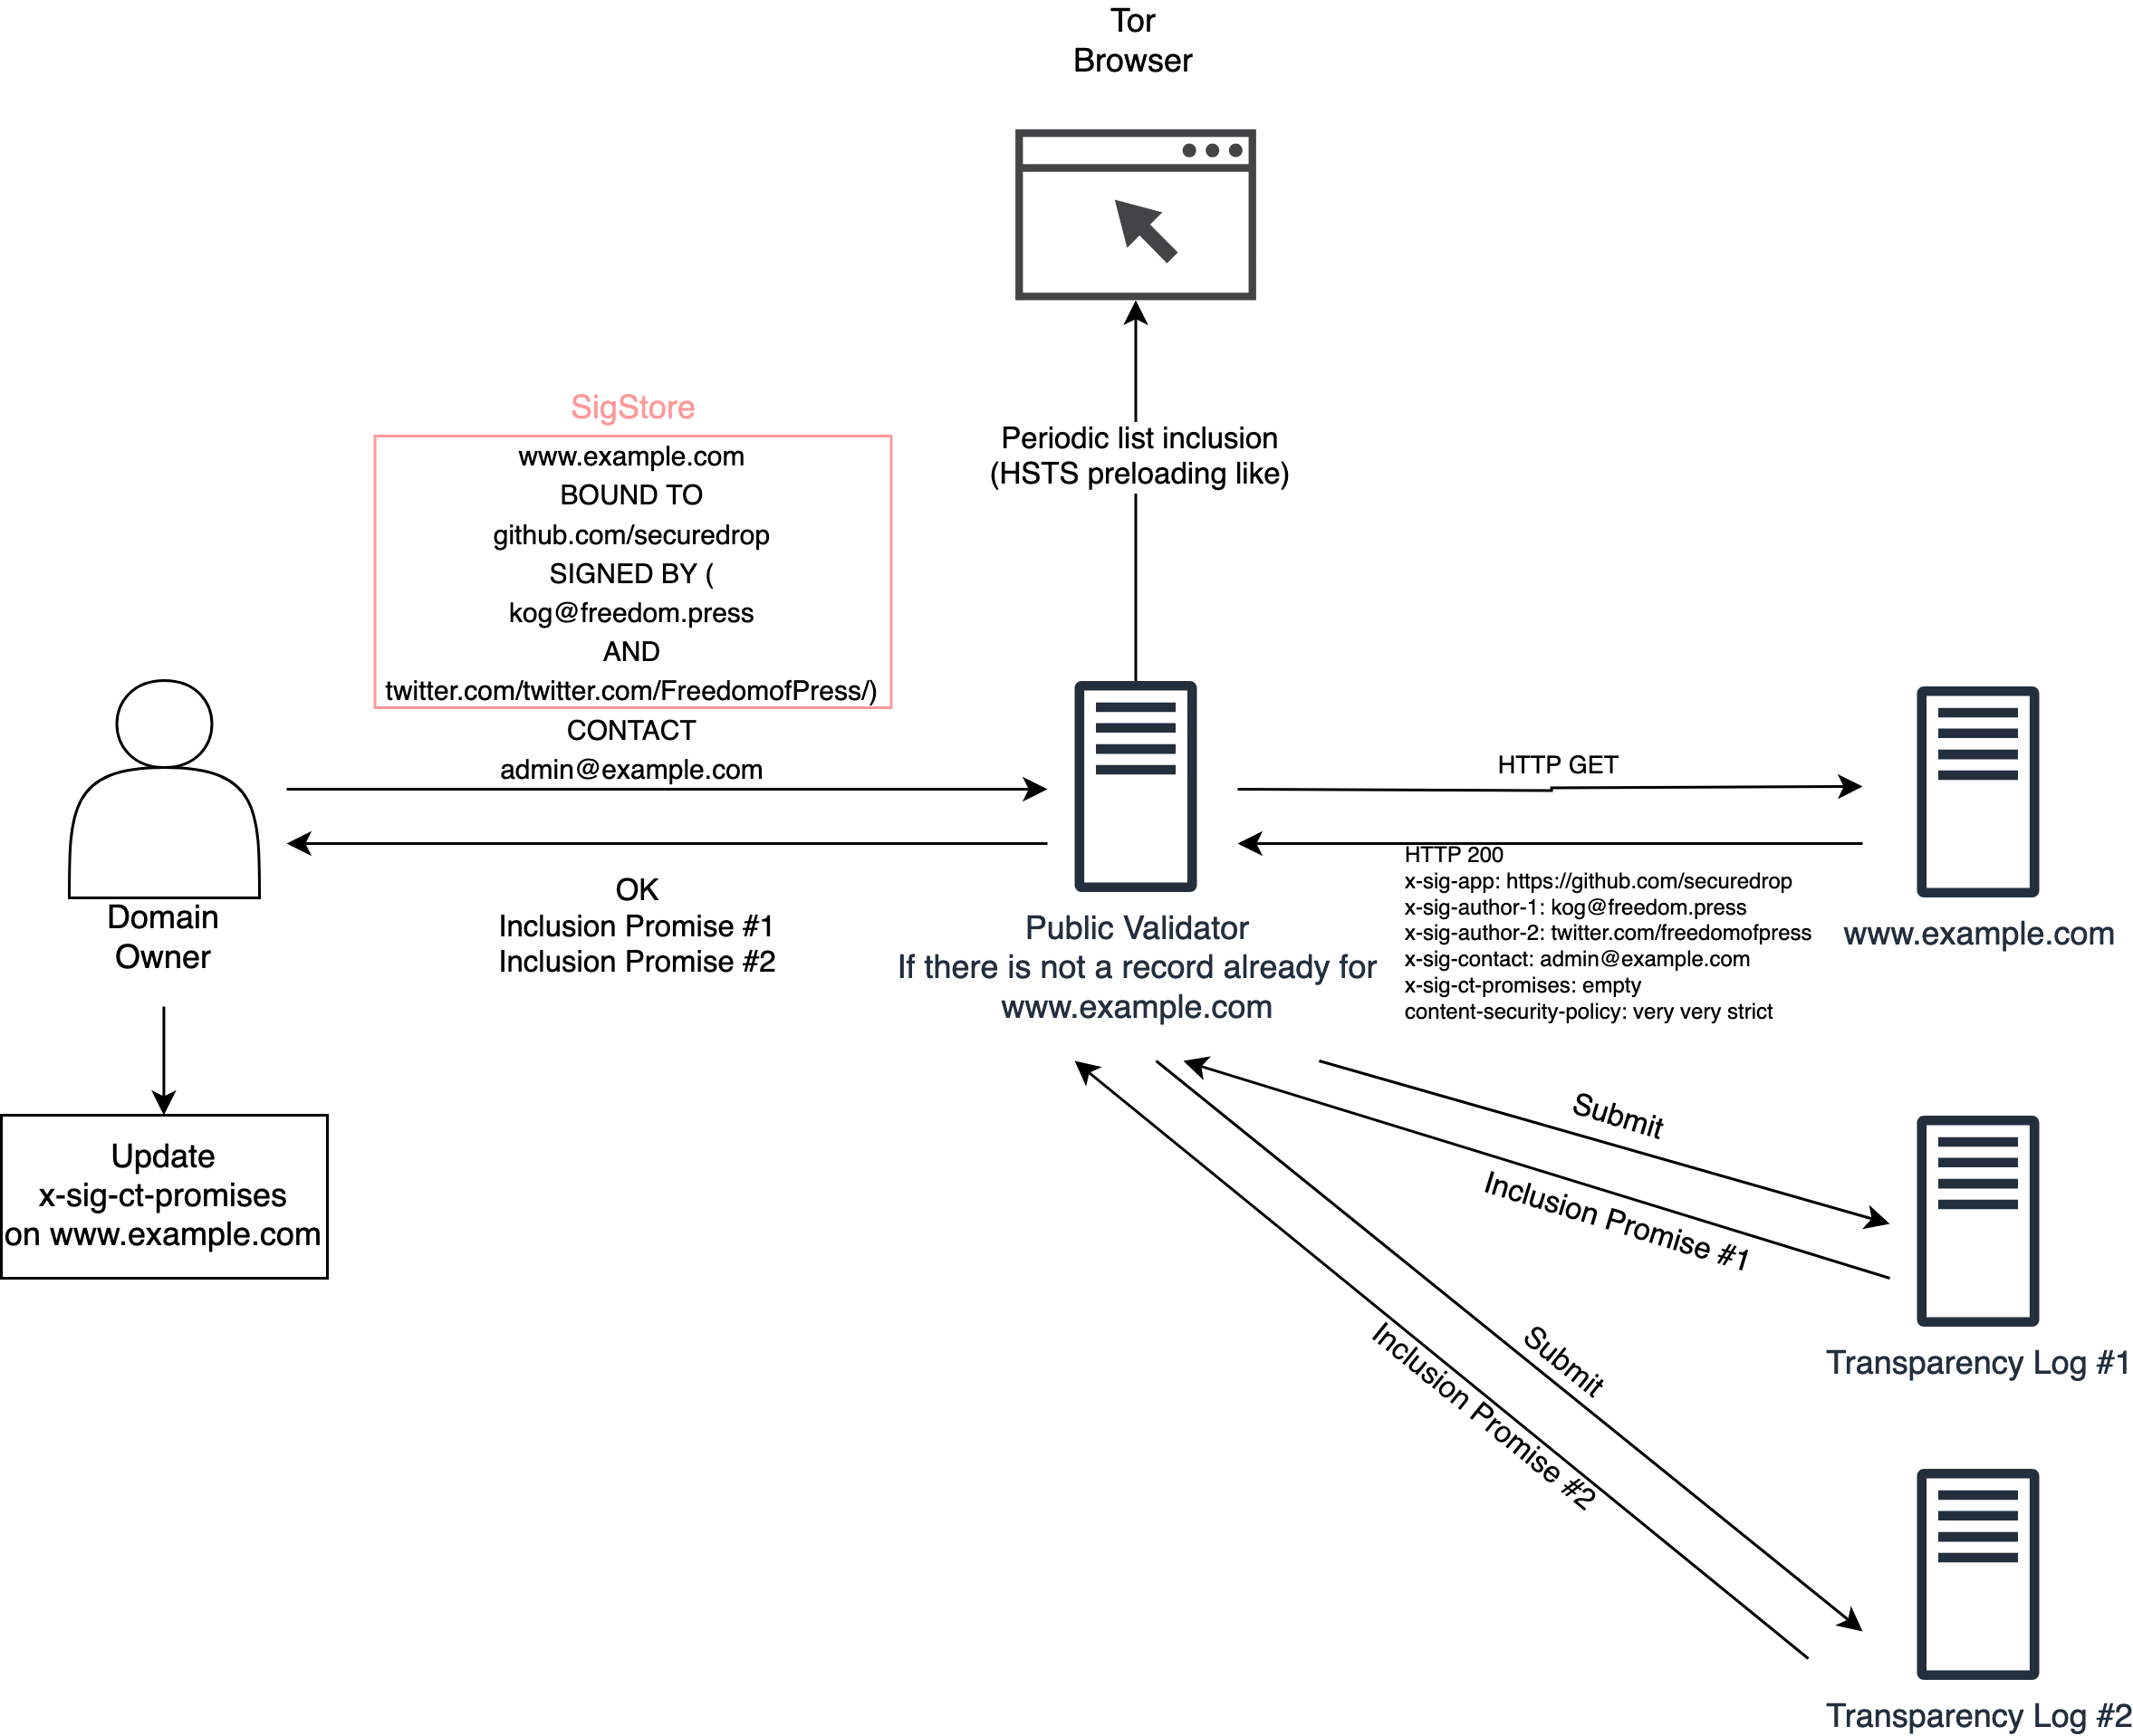 Tor
Browser
Periodic list inclusion
(HSTS preloading like)
SigStore
www.example.com
BOUND TO
github.com/securedrop
SIGNED BY (
kog@freedom.press
AND
twitter.com/twitter.com/FreedomofPress/)
CONTACT
admin@example.com
OK
Inclusion Promise #1
Inclusion Promise #2
Domain
Owner
Update
x-sig-ct-promises
on www.example.com
Public Validator
If there is not a record already for
www.example.com
HTTP GET
HTTP 200
x-sig-app: https://github.com/securedrop
x-sig-author-1: kog@freedom.press
x-sig-author-2: twitter.com/freedomofpress
x-sig-contact: admin@example.com
x-sig-ct-promises: empty
content-security-policy: very very strict
www.example.com
Submit
Inclusion Promise #1
Transparency Log #1
Submit
Inclusion Promise #2
Transparency Log #2